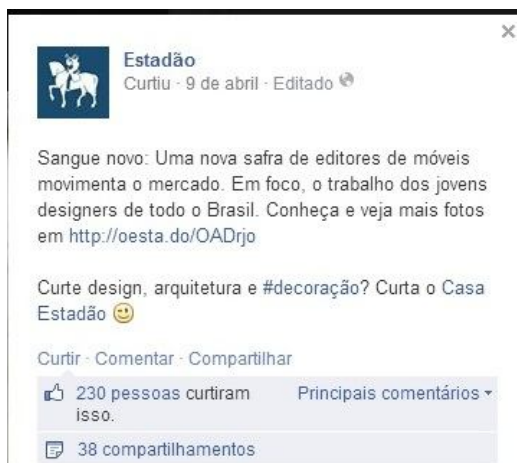 ×
Estadão
Curtiu · 9 de abril · Editado
Sangue novo: Uma nova safra de editores de móveis
movimenta o mercado. Em foco, o trabalho dos jovens
designers de todo o Brasil. Conheça e veja mais fotos
em http://oesta.do/OADrjo
Curte design, arquitetura e #decoração? Curta o Casa
Estadão
Curtir · Comentar · Compartilhar
230 pessoas curtiram Principais comentários
isso.
38 compartilhamentos